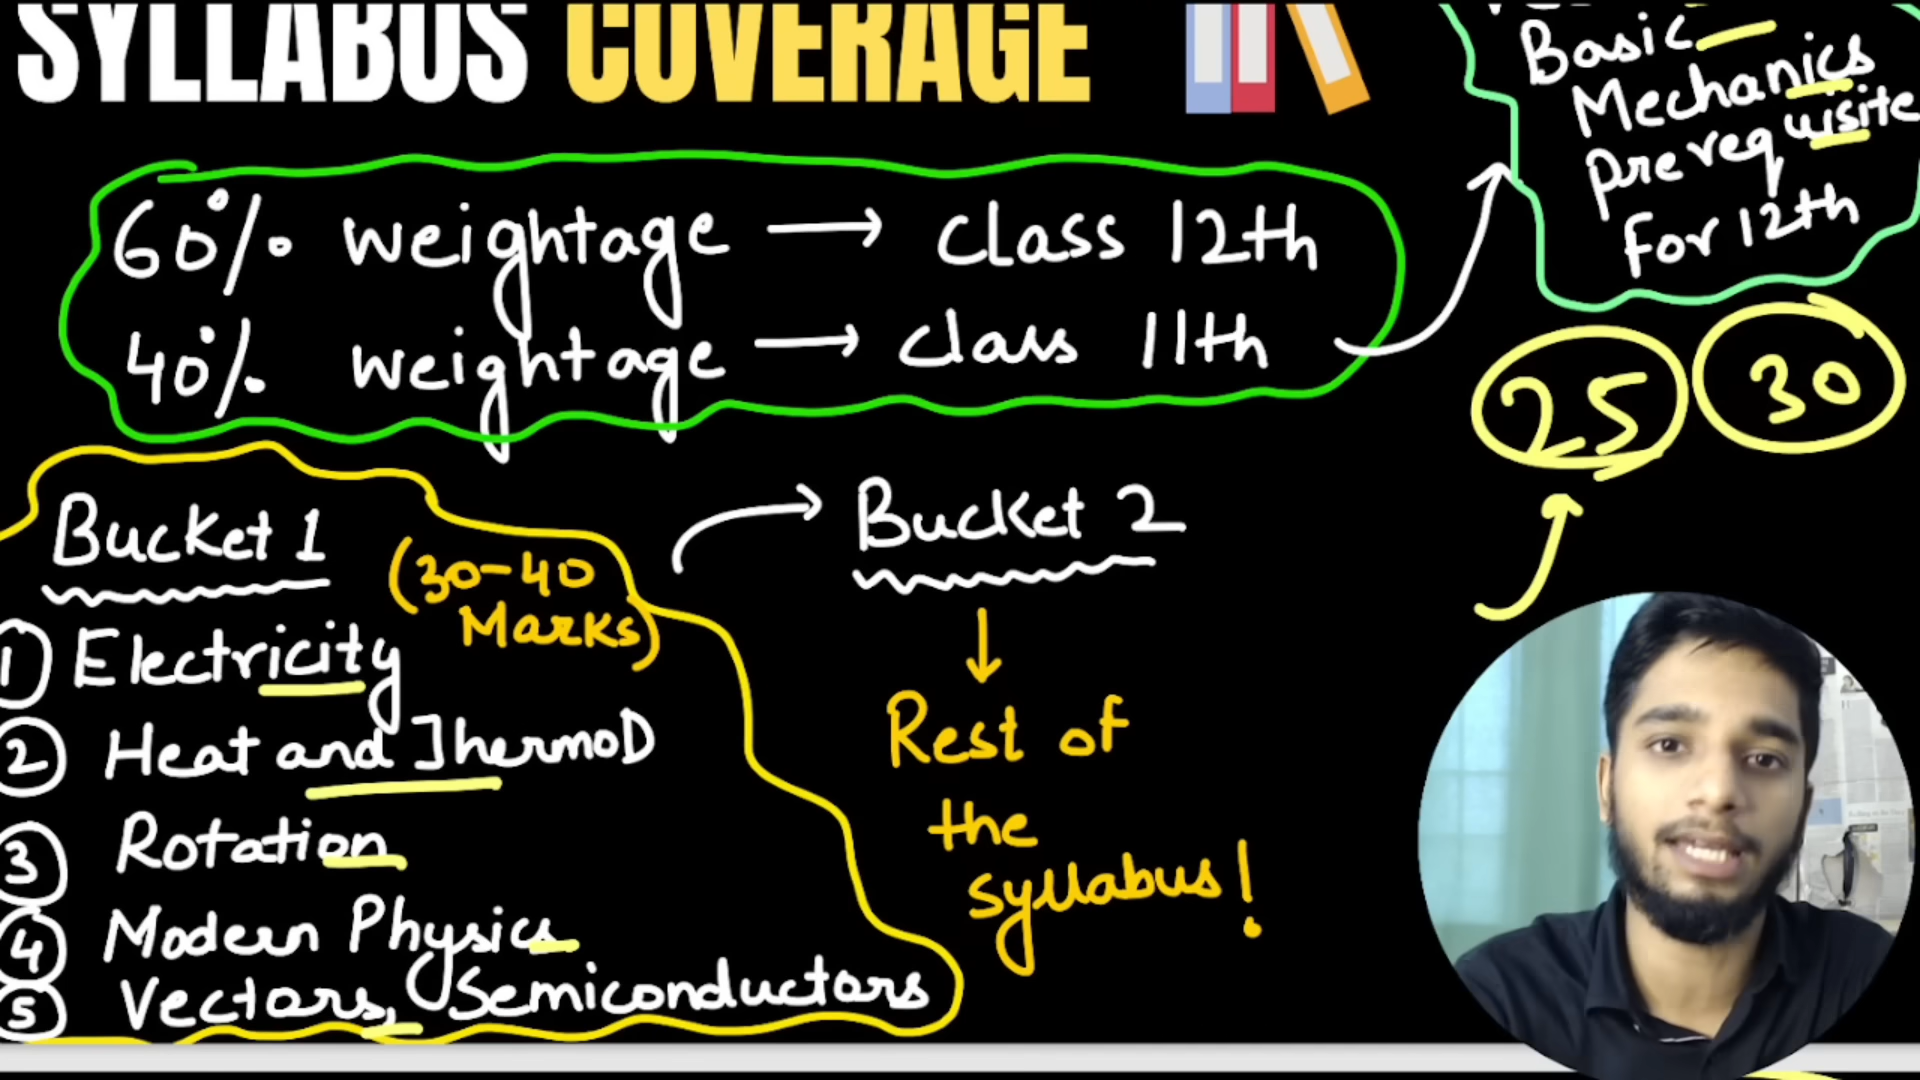 SYLLABUS COVERAGE
Basic
Mechanics
Prerequisite
For 12th
60% weightage → class 12th
40% weightage → class 11th
25 30
Bucket 1
(30-40
Marks)
1 Electricity
2 Heat and ThermoD
3 Rotation
4 Modern Physics
5 Vectors, Semiconductors
Bucket 2
Rest of
the
syllabus!